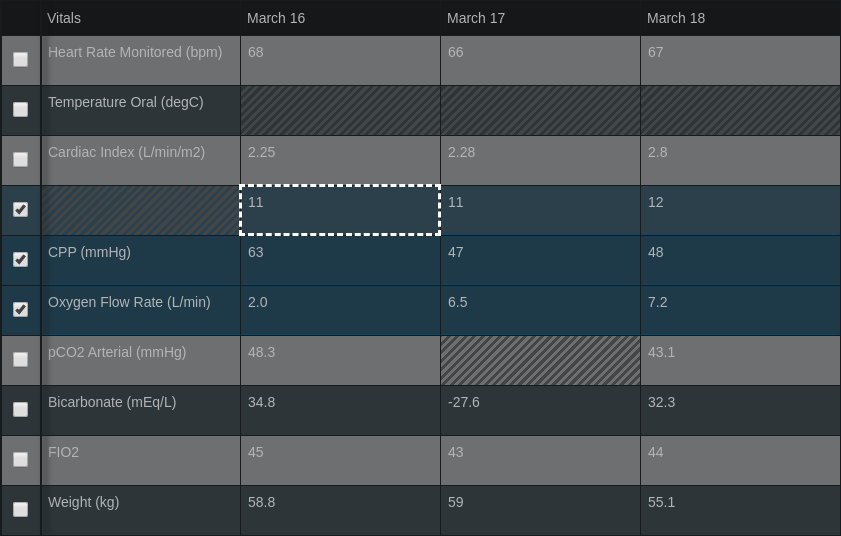 Vitals March 16 March 17 March 18
Heart Rate Monitored (bpm) 68 66 67
Temperature Oral (degC)
Cardiac Index (L/min/m2) 2.25 2.28 2.8
11 11 12
CPP (mmHg) 63 47 48
Oxygen Flow Rate (L/min) 2.0 6.5 7.2
pCO2 Arterial (mmHg) 48.3 43.1
Bicarbonate (mEq/L) 34.8 -27.6 32.3
FIO2 45 43 44
Weight (kg) 58.8 59 55.1